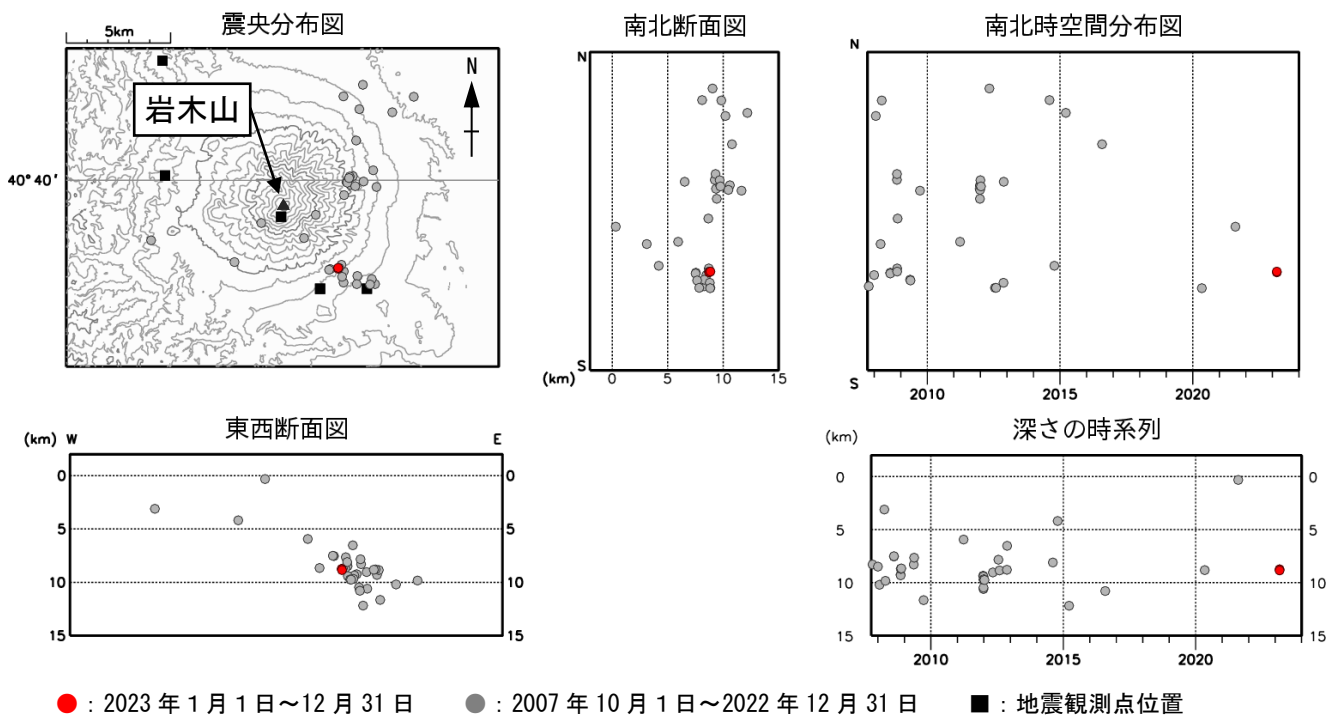 震央分布図
5km
N
岩木山
40° 40′
南北断面図
N
S
(km) 0 5 10 15
南北時空間分布図
N
S
2010 2015 2020
東西断面図
(km) W E
0 0
5 5
10 10
15 15
深さの時系列
(km)
0 0
5 5
10 10
15 15
2010 2015 2020
：2023 年 1 月 1 日～12 月 31 日 ：2007 年 10 月 1 日～2022 年 12 月 31 日 ：地震観測点位置